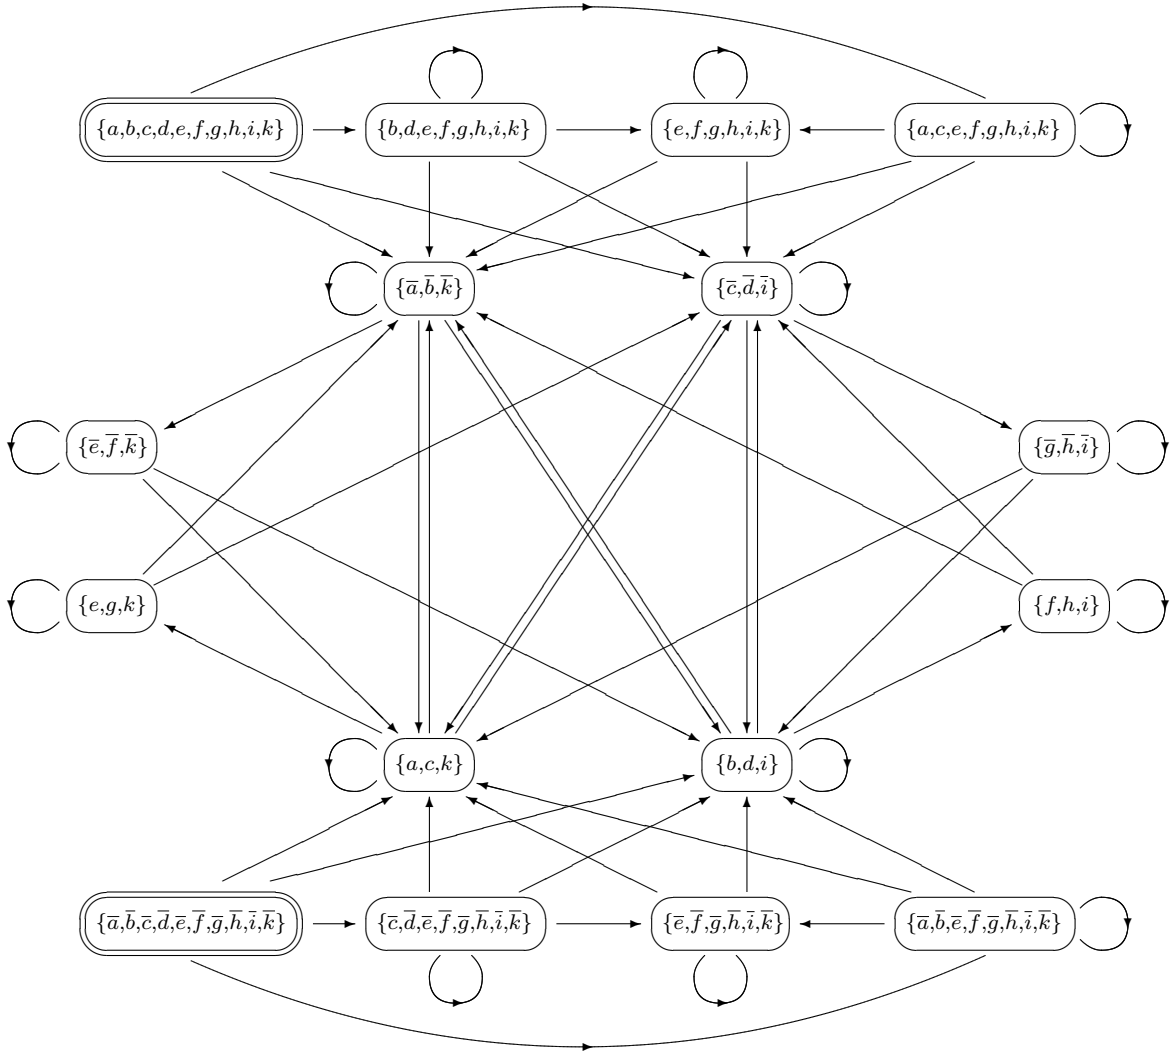 {a,b,c,d,e,f,g,h,i,k} {b,d,e,f,g,h,i,k} {e,f,g,h,i,k} {a,c,e,f,g,h,i,k}
{a̅,b̅,k̅} {c̅,d̅,i̅}
{e̅,f̅,k̅} {g̅,h̅,i̅}
{e,g,k} {f,h,i}
{a,c,k} {b,d,i}
{a̅,b̅,c̅,d̅,e̅,f̅,g̅,h̅,i̅,k̅} {c̅,d̅,e̅,f̅,g̅,h̅,i̅,k̅} {e̅,f̅,g̅,h̅,i̅,k̅} {a̅,b̅,e̅,f̅,g̅,h̅,i̅,k̅}